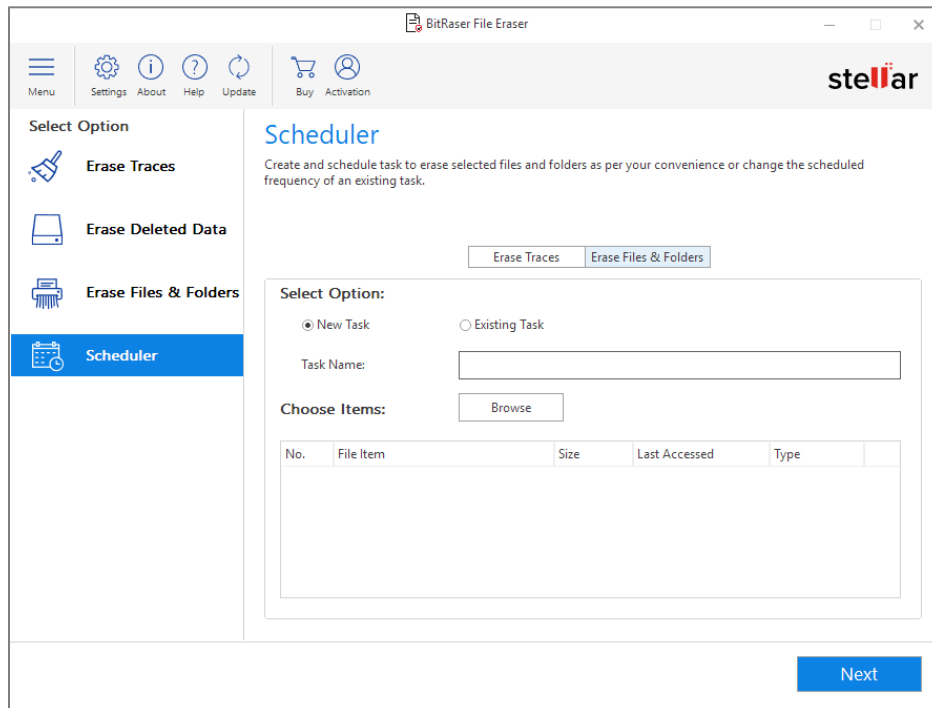 BitRaser File Eraser
Menu
Settings
About
Help
Update
Buy
Activation
stellar
Select Option
Erase Traces
Erase Deleted Data
Erase Files & Folders
Scheduler
Scheduler
Create and schedule task to erase selected files and folders as per your convenience or change the scheduled
frequency of an existing task.
Erase Traces
Erase Files & Folders
Select Option:
New Task
Existing Task
Task Name:
Choose Items:
Browse
No.
File Item
Size
Last Accessed
Type
Next